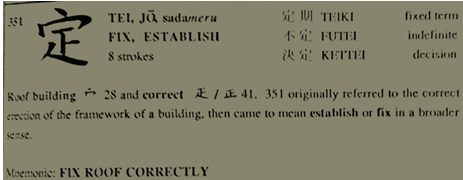 351 定 TEI, JŌ, sadameru 定期 TEIKI fixed term
FIX, ESTABLISH 不定 FUTEI indefinite
8 strokes 決定 KETTEI decision
Roof building 宀 28 and correct 𤴓 / 正 41. 351 originally referred to the correct
erection of the framework of a building, then came to mean establish or fix in a broader
sense.
Mnemonic: FIX ROOF CORRECTLY